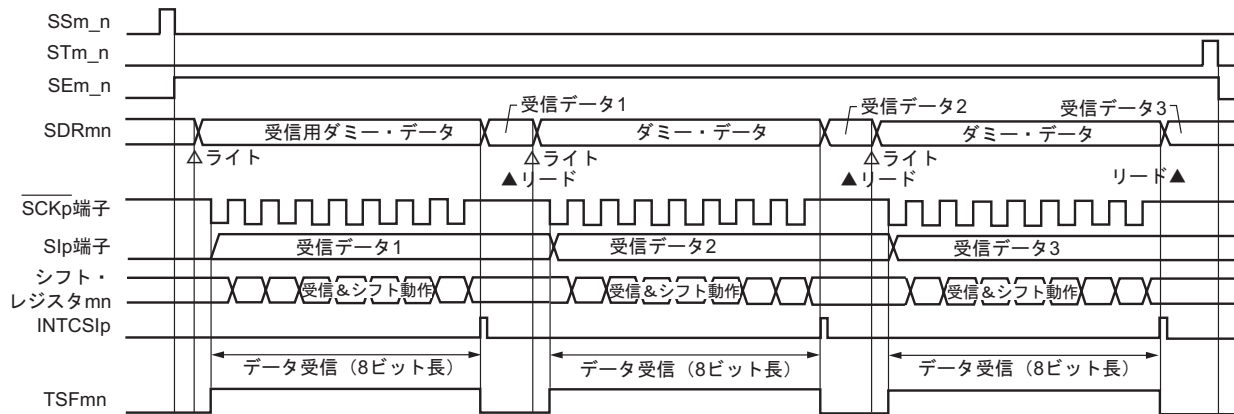 SSm_n
STm_n
SEm_n
受信データ1
受信データ2
受信データ3
SDRmn
受信用ダミー・データ
ダミー・データ
ダミー・データ
△ライト
△ライト
△ライト
▲リード
▲リード
リード▲
SCKp端子
SIp端子
受信データ1
受信データ2
受信データ3
シフト・
レジスタmn
受信&シフト動作
受信&シフト動作
受信&シフト動作
INTCSIp
データ受信（8ビット長）
データ受信（8ビット長）
データ受信（8ビット長）
TSFmn